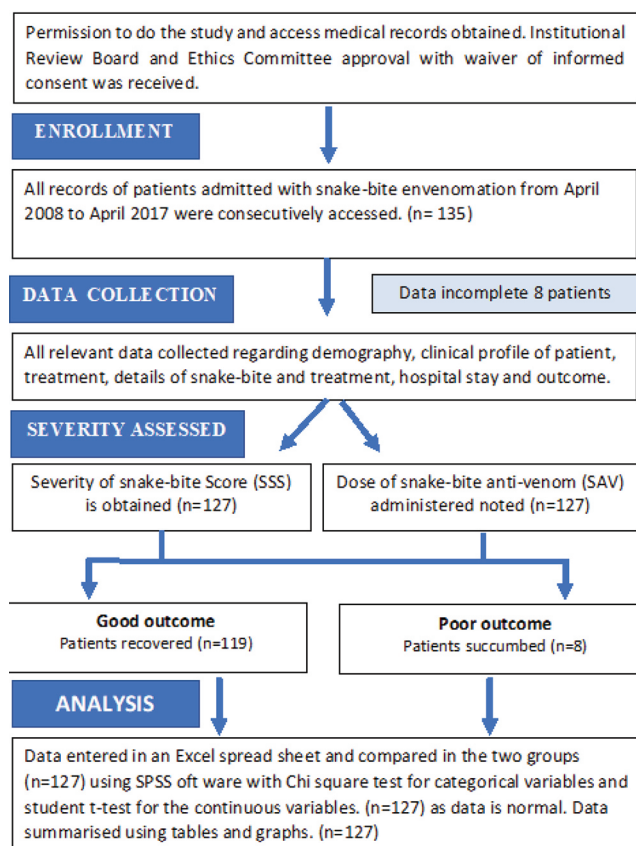 Permission to do the study and access medical records obtained. Institutional
Review Board and Ethics Committee approval with waiver of informed
consent was received.
ENROLLMENT
All records of patients admitted with snake-bite envenomation from April
2008 to April 2017 were consecutively accessed. (n= 135)
DATA COLLECTION
Data incomplete 8 patients
All relevant data collected regarding demography, clinical profile of patient,
treatment, details of snake-bite and treatment, hospital stay and outcome.
SEVERITY ASSESSED
Severity of snake-bite Score (SSS)
is obtained (n=127)
Dose of snake-bite anti-venom (SAV)
administered noted (n=127)
Good outcome
Patients recovered (n=119)
Poor outcome
Patients succumbed (n=8)
ANALYSIS
Data entered in an Excel spread sheet and compared in the two groups
(n=127) using SPSS oft ware with Chi square test for categorical variables and
student t-test for the continuous variables. (n=127) as data is normal. Data
summarised using tables and graphs. (n=127)